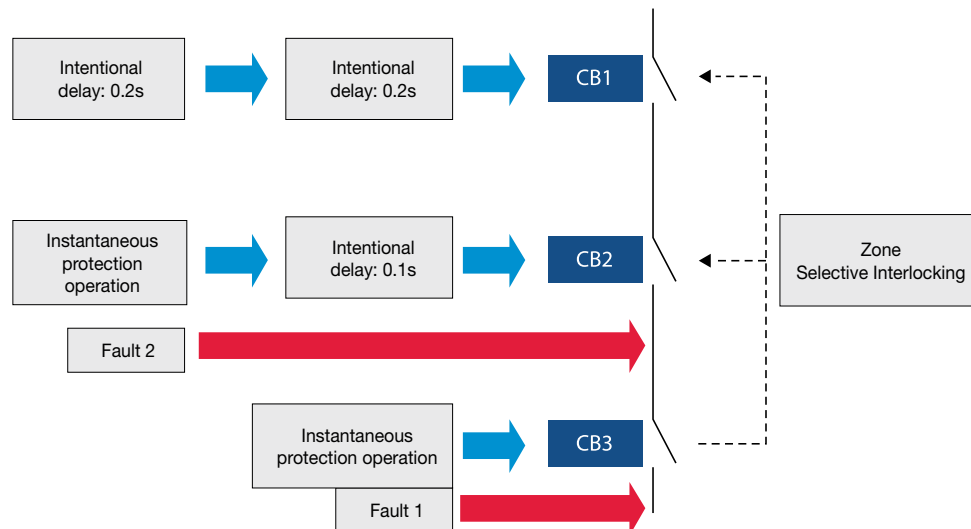 Intentional
delay: 0.2s
Intentional
delay: 0.2s
CB1
Instantaneous
protection
operation
Intentional
delay: 0.1s
CB2
Zone
Selective Interlocking
Fault 2
Instantaneous
protection operation
CB3
Fault 1